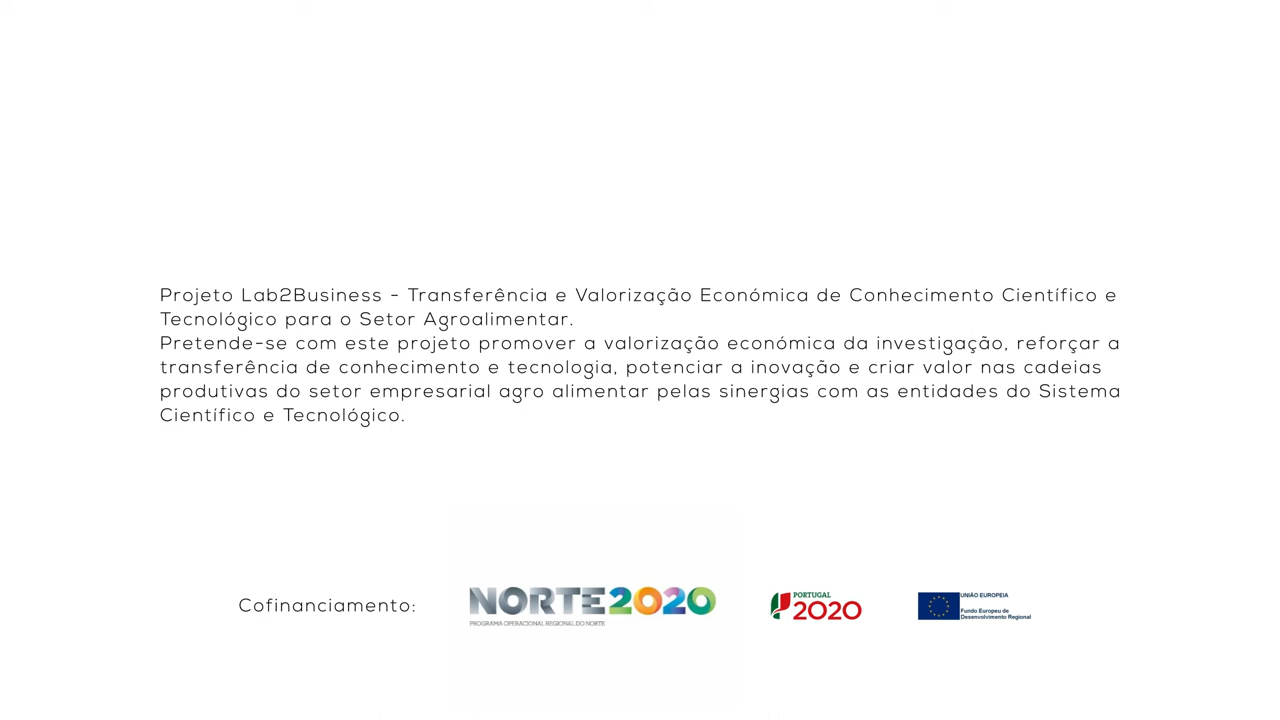 Projeto Lab2Business - Transferência e Valorização Económica de Conhecimento Científico e
Tecnológico para o Setor Agroalimentar.
Pretende-se com este projeto promover a valorização económica da investigação, reforçar a
transferência de conhecimento e tecnologia, potenciar a inovação e criar valor nas cadeias
produtivas do setor empresarial agro alimentar pelas sinergias com as entidades do Sistema
Científico e Tecnológico.
Cofinanciamento:
NORTE2020
PROGRAMA OPERACIONAL REGIONAL DO NORTE
PORTUGAL
2020
UNIÃO EUROPEIA
Fundo Europeu de
Desenvolvimento Regional